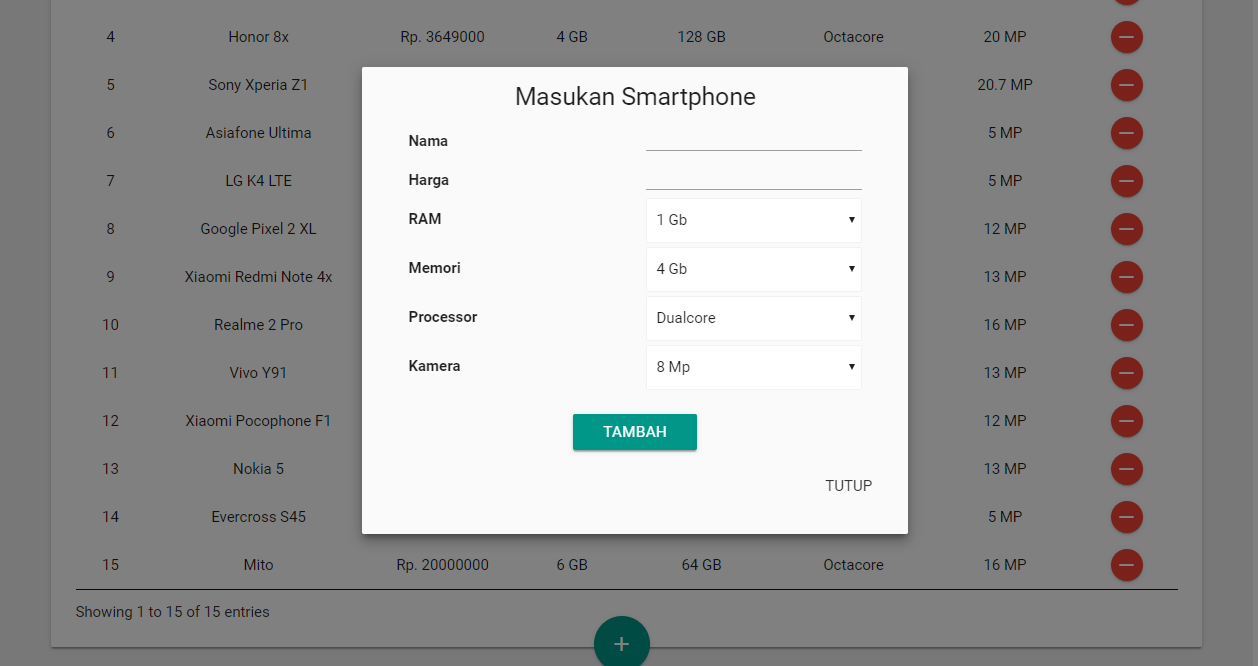 4 Honor 8x Rp. 3649000 4 GB 128 GB Octacore 20 MP
5 Sony Xperia Z1 20.7 MP
6 Asiafone Ultima 5 MP
7 LG K4 LTE 5 MP
8 Google Pixel 2 XL 12 MP
9 Xiaomi Redmi Note 4x 13 MP
10 Realme 2 Pro 16 MP
11 Vivo Y91 13 MP
12 Xiaomi Pocophone F1 12 MP
13 Nokia 5 13 MP
14 Evercross S45 5 MP
15 Mito Rp. 20000000 6 GB 64 GB Octacore 16 MP
Showing 1 to 15 of 15 entries
+
Masukan Smartphone
Nama
Harga
RAM 1 Gb
Memori 4 Gb
Processor Dualcore
Kamera 8 Mp
TAMBAH
TUTUP